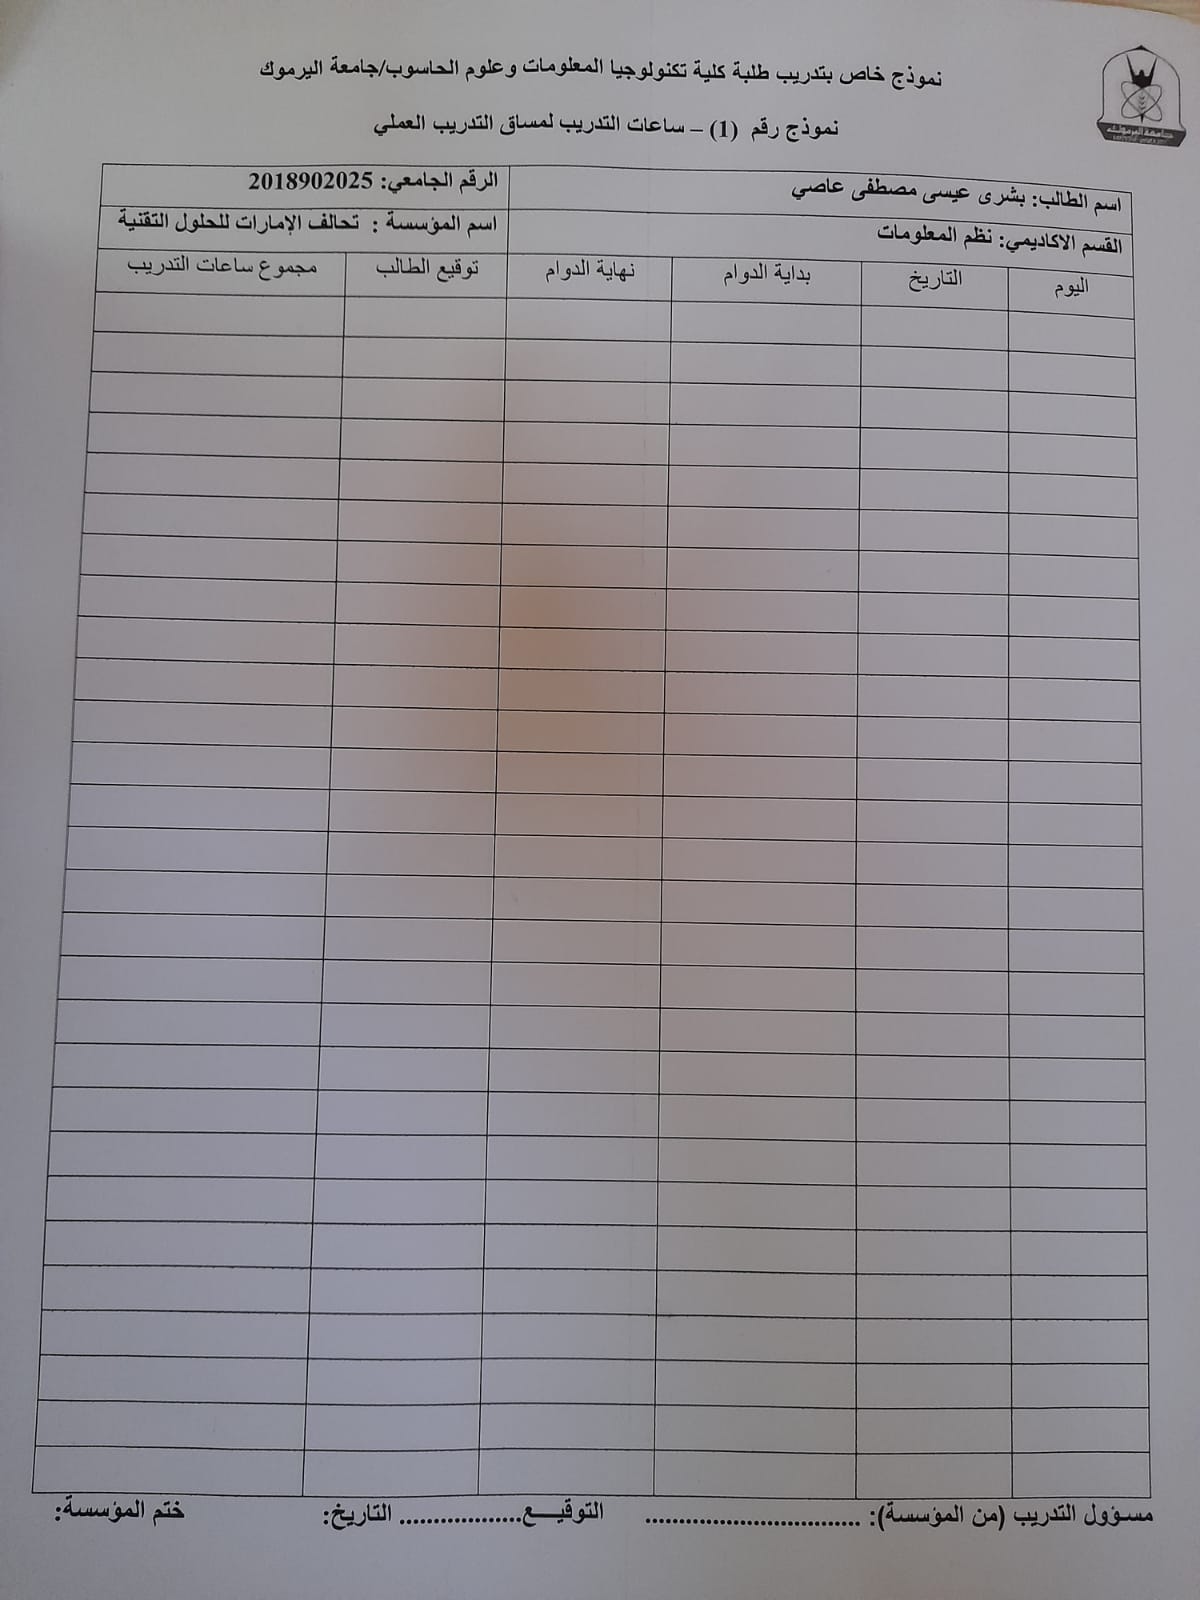 جامعة اليرموك
نموذج خاص بتدريب طلبة كلية تكنولوجيا المعلومات وعلوم الحاسوب/جامعة اليرموك
نموذج رقم (1) – ساعات التدريب لمساق التدريب العملي
اسم الطالب: بشرى عيسى مصطفى عاصي الرقم الجامعي: 2018902025
القسم الاكاديمي: نظم المعلومات اسم المؤسسة : تحالف الإمارات للحلول التقنية
اليوم التاريخ بداية الدوام نهاية الدوام توقيع الطالب مجموع ساعات التدريب
مسؤول التدريب (من المؤسسة): ................................ التوقيـــع.................. التاريخ: ختم المؤسسة: